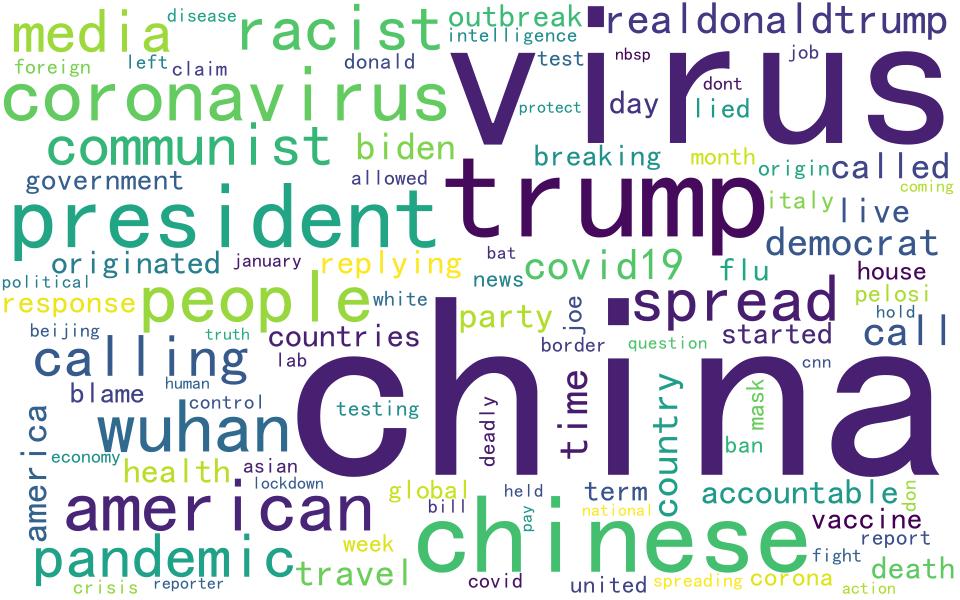 disease
media
racist
outbreak
realdonaldtrump
intelligence
foreign
left
claim
donald
test
nbsp
job
virus
coronavirus
protect
day
dont
lied
communist
biden
breaking
month
origin
called
government
allowed
trump
coming
president
italy
live
democrat
originated
january
replying
bat
covid19
flu
house
political
news
response
people
white
spread
pelosi
party
joe
hold
beijing
truth
countries
border
question
started
call
calling
lab
china
cnn
blame
human
control
testing
deadly
time
country
mask
wuhan
ban
america
economy
health
asian
lockdown
global
held
term
accountable
don
american
bill
pay
national
chinese
vaccine
report
pandemic
week
travel
fight
death
crisis
reporter
covid
united
spreading
corona
action